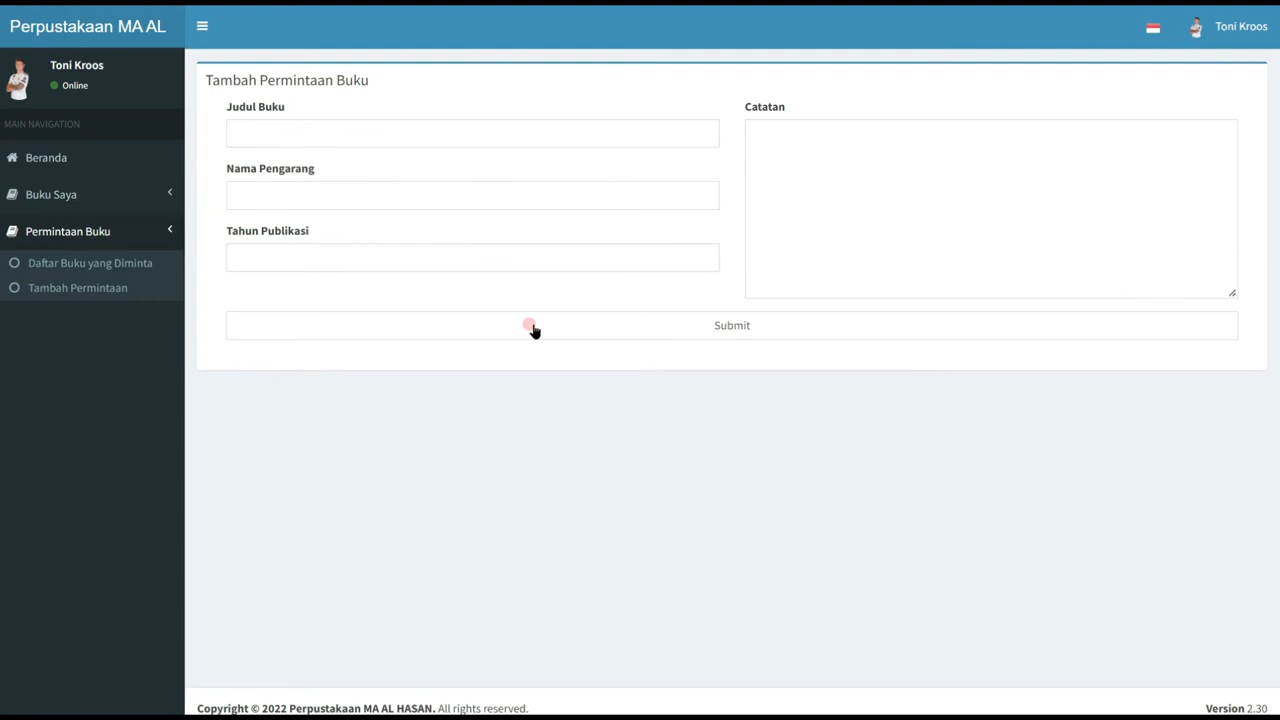 Perpustakaan MA AL
Toni Kroos
Toni Kroos
Online
MAIN NAVIGATION
Beranda
Buku Saya
Permintaan Buku
Daftar Buku yang Diminta
Tambah Permintaan
Tambah Permintaan Buku
Judul Buku
Nama Pengarang
Tahun Publikasi
Catatan
Submit
Copyright © 2022 Perpustakaan MA AL HASAN. All rights reserved.
Version 2.30